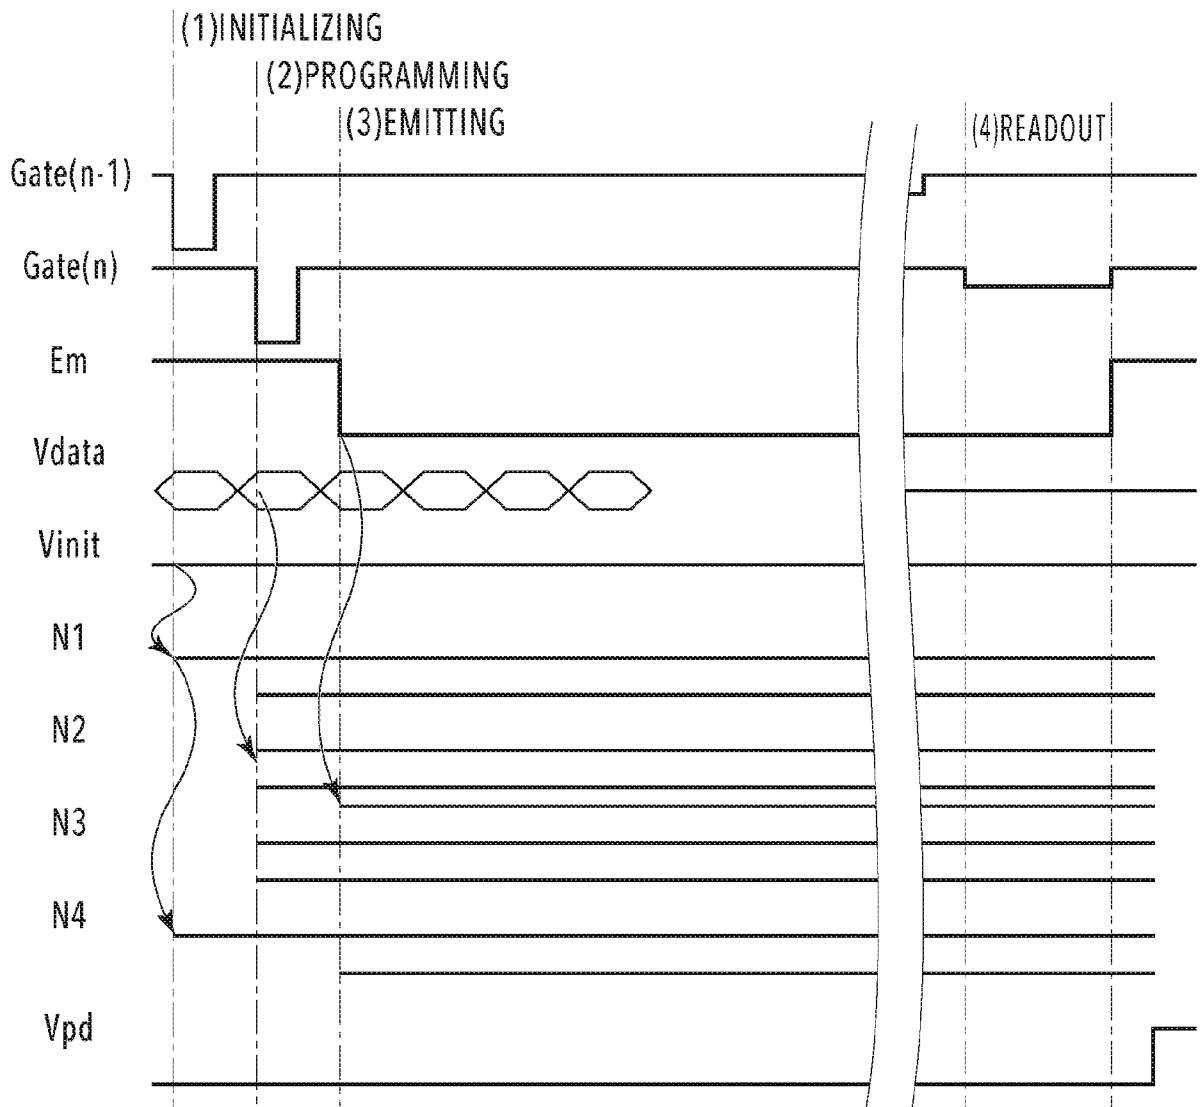 (1)INITIALIZING
(2)PROGRAMMING
(3)EMITTING
(4)READOUT
Gate(n-1)
Gate(n)
Em
Vdata
Vinit
N1
N2
N3
N4
Vpd